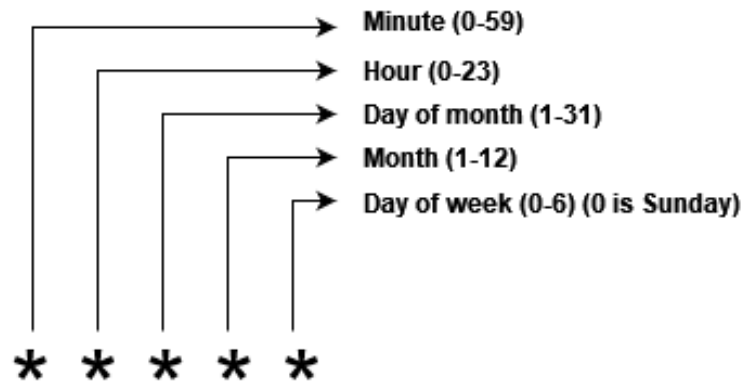 Minute (0-59)
Hour (0-23)
Day of month (1-31)
Month (1-12)
Day of week (0-6) (0 is Sunday)
* * * * *